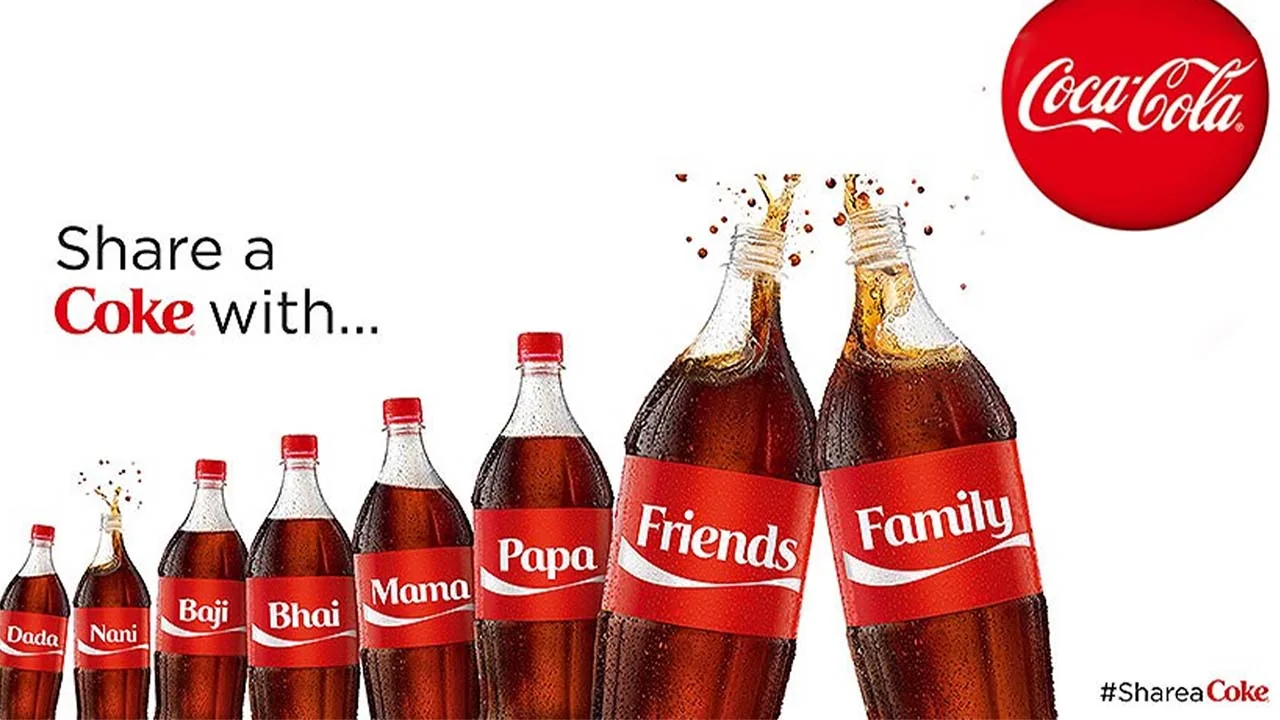 Coca-Cola
Share a
Coke with...
Dada
Nani
Baji
Bhai
Mama
Papa
Friends
Family
#ShareaCoke